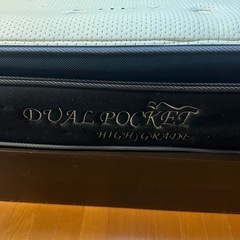 DUAL POCKET
HIGH GRADE